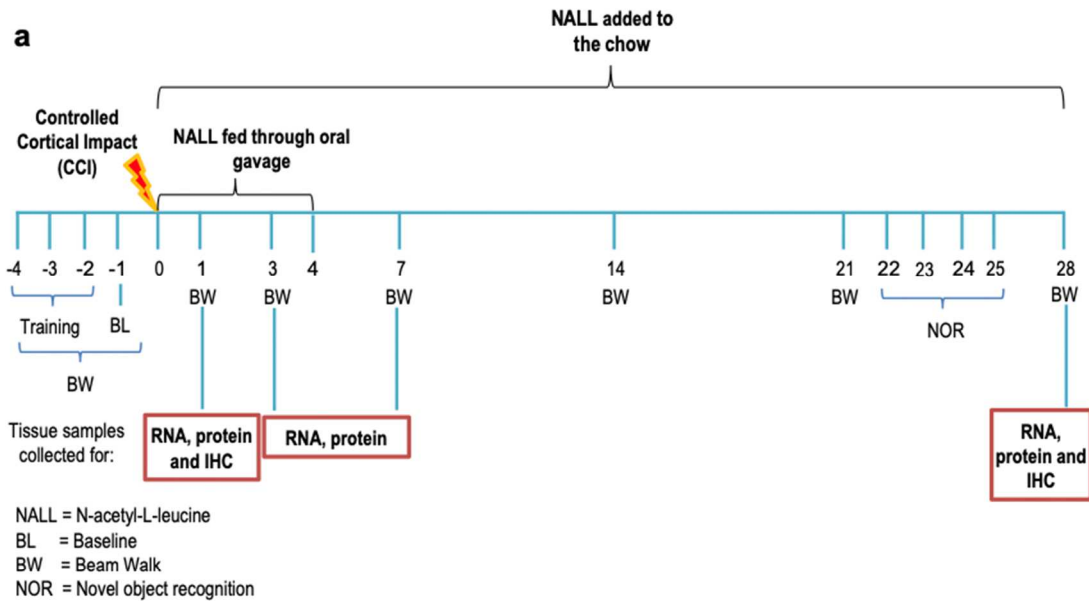 a
NALL added to
the chow
Controlled
Cortical Impact
(CCI)
NALL fed through oral
gavage
-4 -3 -2 -1 0 1 3 4 7 14 21 22 23 24 25 28
BW BW BW BW BW BW
Training BL NOR
BW
Tissue samples
collected for:
RNA, protein
and IHC
RNA, protein
RNA,
protein and
IHC
NALL = N-acetyl-L-leucine
BL = Baseline
BW = Beam Walk
NOR = Novel object recognition